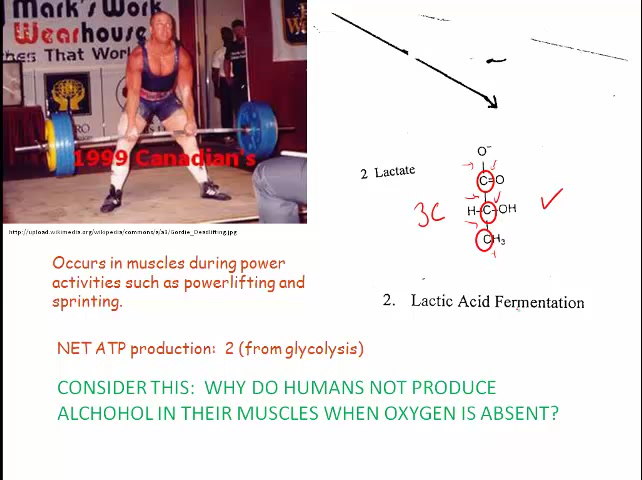 Mark's Work
Wearhouse
hes That Work
1999 Canadian's
http://upload.wikimedia.org/wikipedia/commons/a/a3/Gordie_Deadlifting.jpg
Occurs in muscles during power
activities such as powerlifting and
sprinting.
2 Lactate
O⁻
C=O
H-C-OH
CH₃
3C
2. Lactic Acid Fermentation
NET ATP production: 2 (from glycolysis)
CONSIDER THIS: WHY DO HUMANS NOT PRODUCE
ALCHOHOL IN THEIR MUSCLES WHEN OXYGEN IS ABSENT?